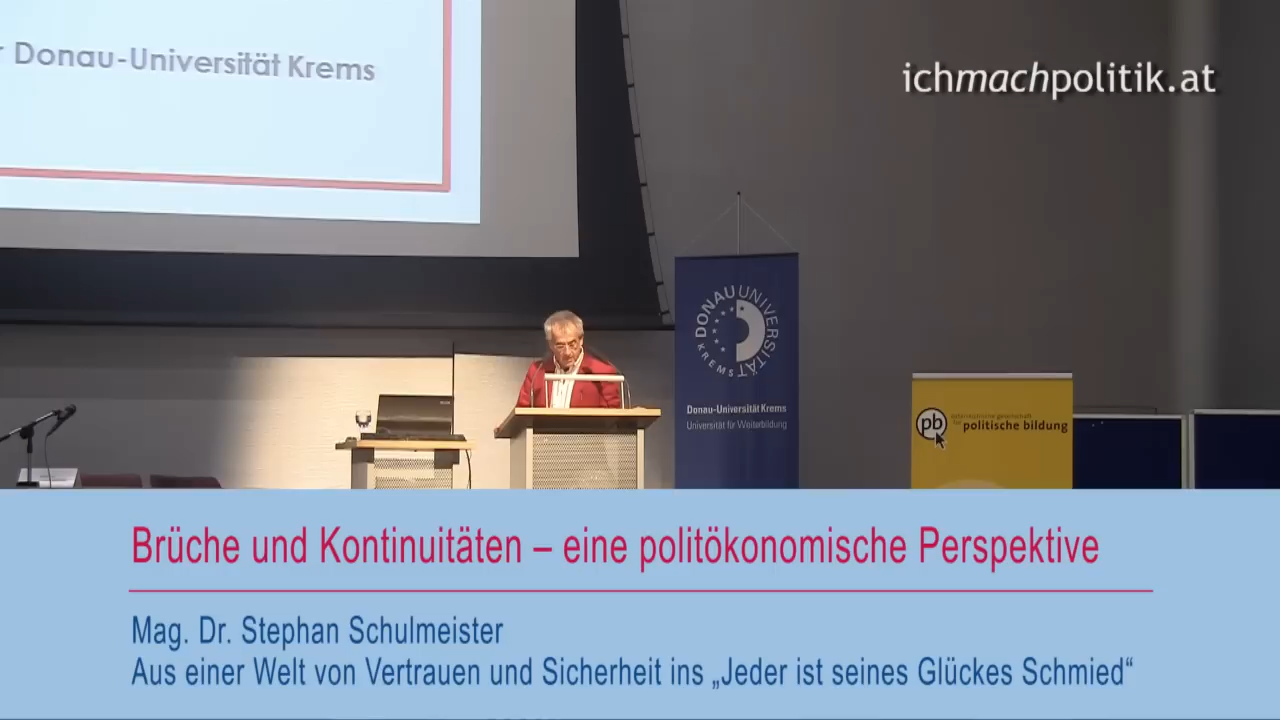 r Donau-Universität Krems
ichmachpolitik.at
DONAU UNIVERSITÄT KREMS
Donau-Universität Krems
Universität für Weiterbildung
pb
politische bildung
Brüche und Kontinuitäten – eine politökonomische Perspektive
Mag. Dr. Stephan Schulmeister
Aus einer Welt von Vertrauen und Sicherheit ins „Jeder ist seines Glückes Schmied“